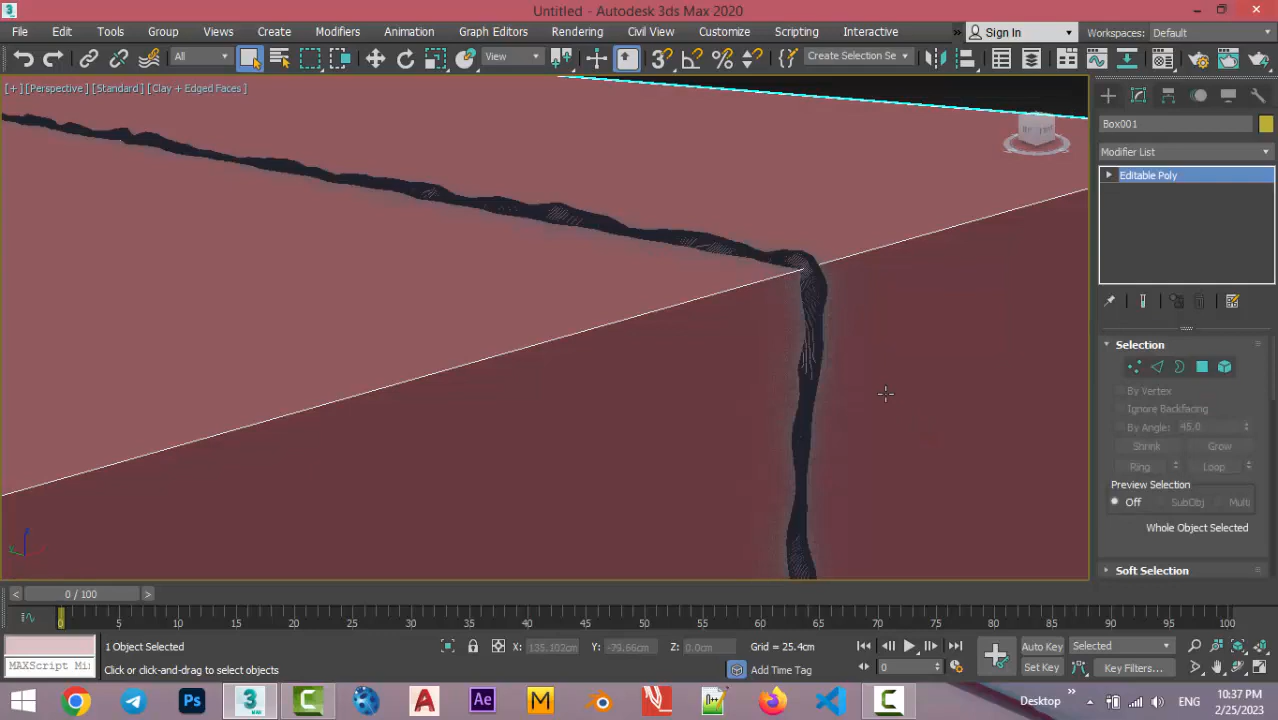 Untitled - Autodesk 3ds Max 2020
File Edit Tools Group Views Create Modifiers Animation Graph Editors Rendering Civil View Customize Scripting Interactive » Sign In Workspaces: Default
All View Create Selection Se
[+] [Perspective] [Standard] [Clay + Edged Faces]
Box001
Modifier List
Editable Poly
Selection
By Vertex
Ignore Backfacing
By Angle: 45.0
Shrink Grow
Ring Loop
Preview Selection
Off SubObj Multi
Whole Object Selected
Soft Selection
< 0 / 100 >
0 5 10 15 20 25 30 35 40 45 50 55 60 65 70 75 80 85 90 95 100
1 Object Selected X: 135.102cm Y: -79.66cm Z: 0.0cm Grid = 25.4cm Auto Key Selected
MAXScript Mi Click or click-and-drag to select objects Add Time Tag 0 Set Key Key Filters...
Desktop » ENG 10:37 PM
2/25/2023